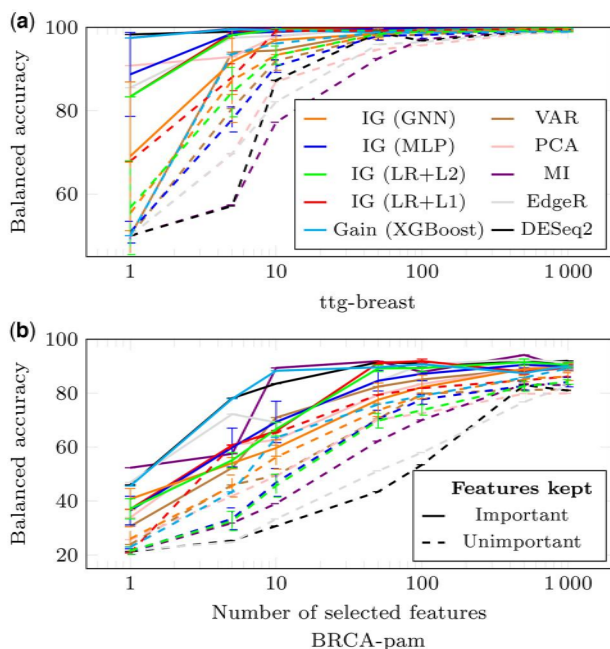 (a)
100
80
60
Balanced accuracy
IG (GNN)
IG (MLP)
IG (LR+L2)
IG (LR+L1)
Gain (XGBoost)
VAR
PCA
MI
EdgeR
DESeq2
1
10
100
1 000
ttg-breast
(b)
100
80
60
40
20
Balanced accuracy
Features kept
Important
Unimportant
1
10
100
1 000
Number of selected features
BRCA-pam